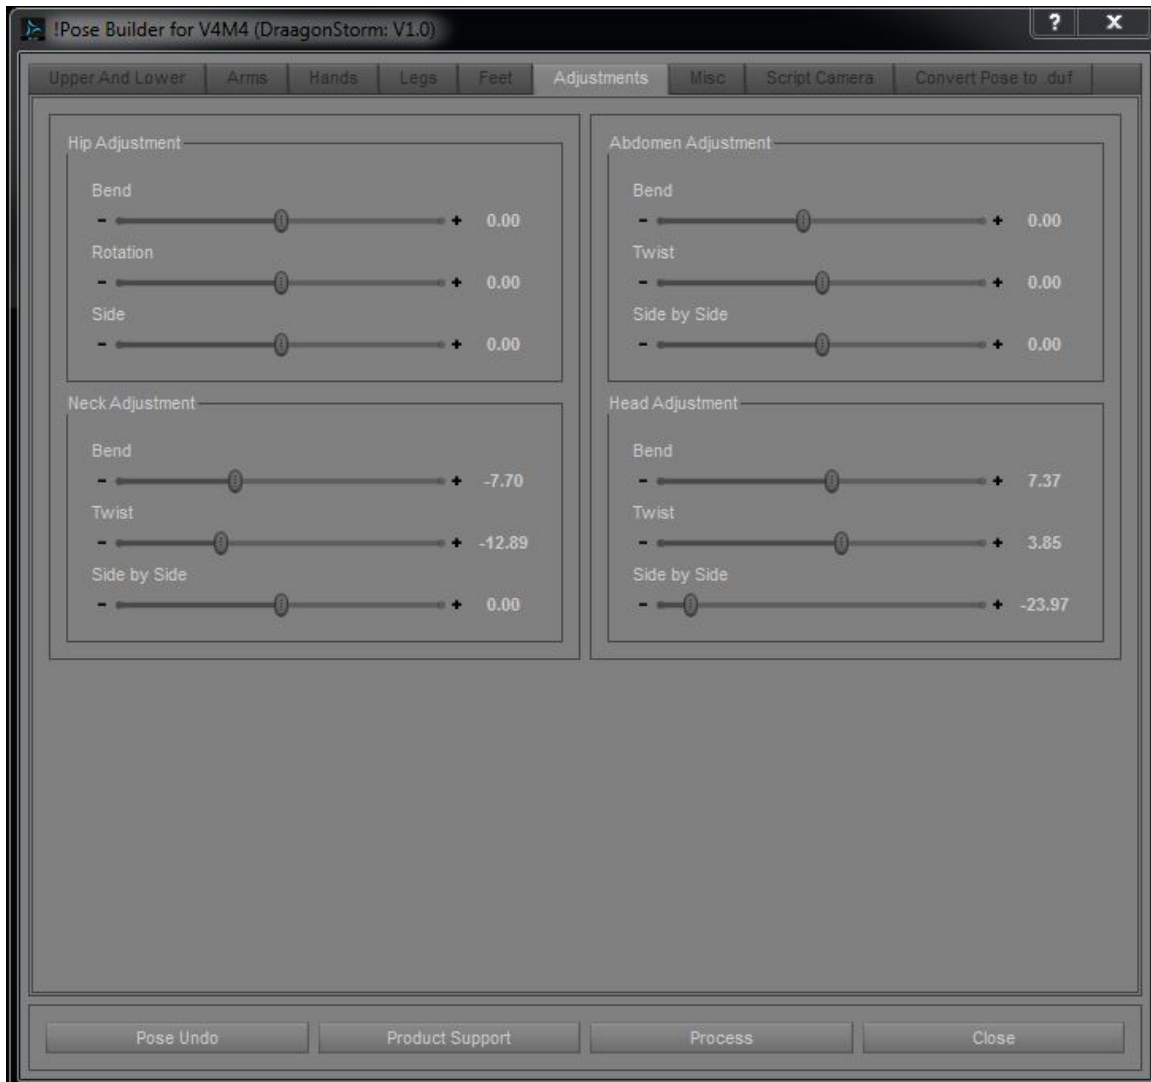 !Pose Builder for V4M4 (DraagonStorm: V1.0)
? x
Upper And Lower Arms Hands Legs Feet Adjustments Misc Script Camera Convert Pose to .duf
Hip Adjustment
Bend
- + 0.00
Rotation
- + 0.00
Side
- + 0.00
Abdomen Adjustment
Bend
- + 0.00
Twist
- + 0.00
Side by Side
- + 0.00
Neck Adjustment
Bend
- + -7.70
Twist
- + -12.89
Side by Side
- + 0.00
Head Adjustment
Bend
- + 7.37
Twist
- + 3.85
Side by Side
- + -23.97
Pose Undo Product Support Process Close